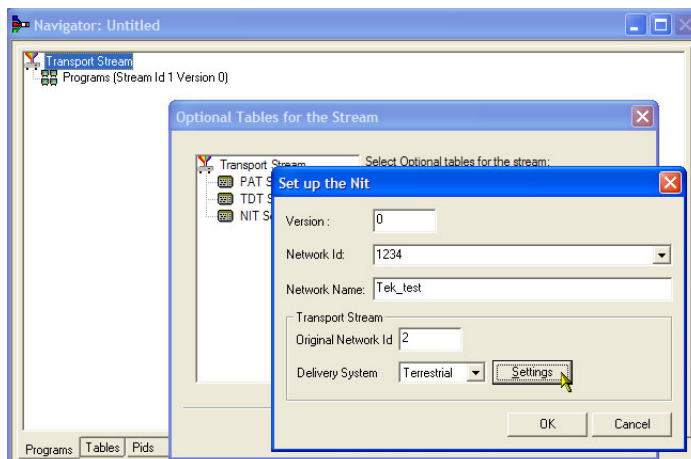 Navigator: Untitled
Transport Stream
Programs (Stream Id 1 Version 0)
Optional Tables for the Stream
Transport Stream
Select Optional tables for the stream:
PAT S
TDT S
NIT Se
Set up the Nit
Version :
0
Network Id:
1234
Network Name:
Tek_test
Transport Stream
Original Network Id
2
Delivery System
Terrestrial
Settings
OK
Cancel
Programs
Tables
Pids